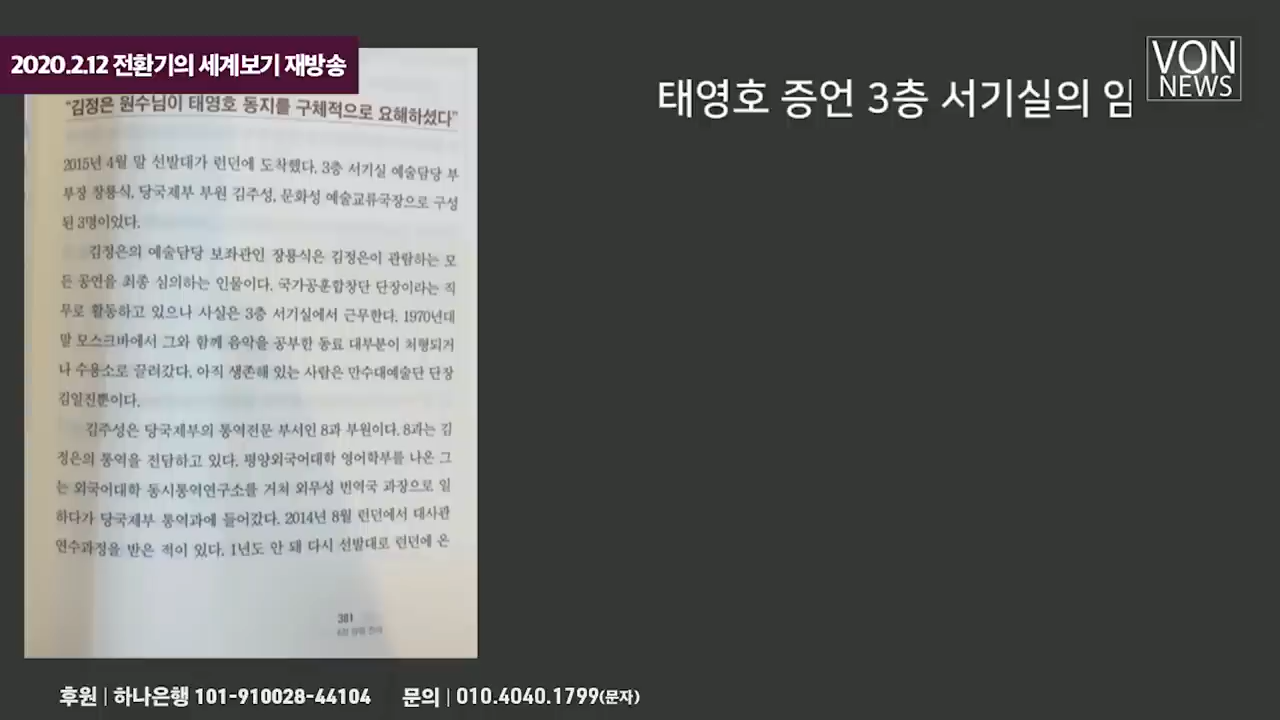 2020.2.12 전환기의 세계보기 재방송
VON
NEWS
태영호 증언 3층 서기실의 암
"김정은 원수님이 태영호 동지를 구체적으로 요해하셨다"
2015년 4월 말 선발대가 런던에 도착했다. 3층 서기실 예술담당 부
부장 장룡식, 당국제부 부원 김주성, 문화성 예술교류국장으로 구성
된 3명이었다.
김정은의 예술담당 보좌관인 장룡식은 김정은이 관람하는 모
든 공연을 최종 심의하는 인물이다. 국가공훈합창단 단장이라는 직
무로 활동하고 있으나 사실은 3층 서기실에서 근무한다. 1970년대
말 모스크바에서 그와 함께 음악을 공부한 동료 대부분이 처형되거
나 수용소로 끌려갔다. 아직 생존해 있는 사람은 만수대예술단 단장
김일진뿐이다.
김주성은 당국제부의 통역전문 부서인 8과 부원이다. 8과는 김
정은의 통역을 전담하고 있다. 평양외국어대학 영어학부를 나온 그
는 외국어대학 동시통역연구소를 거쳐 외무성 번역국 과장으로 일
하다가 당국제부 통역과에 들어갔다. 2014년 8월 런던에서 대사관
연수과정을 받은 적이 있다. 1년도 안 돼 다시 선발대로 런던에 온
381
후원 | 하나은행 101-910028-44104 문의 | 010.4040.1799(문자)